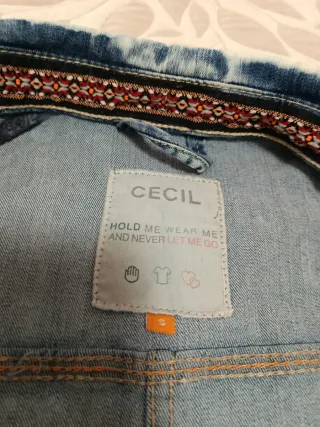 CECIL
HOLD ME WEAR ME
AND NEVER LET ME GO
S